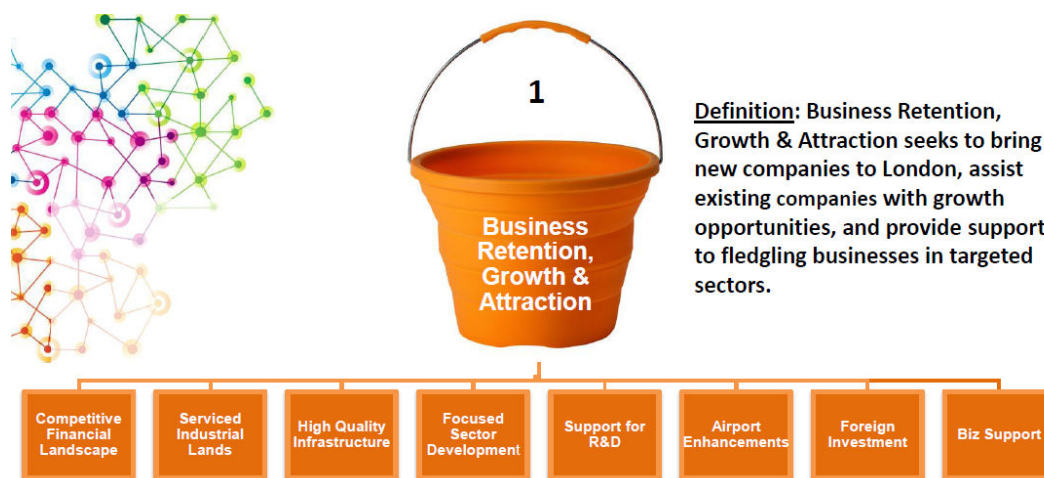 1
Business
Retention,
Growth &
Attraction
Definition: Business Retention,
Growth & Attraction seeks to bring
new companies to London, assist
existing companies with growth
opportunities, and provide support
to fledgling businesses in targeted
sectors.
Competitive
Financial
Landscape
Serviced
Industrial
Lands
High Quality
Infrastructure
Focused
Sector
Development
Support for
R&D
Airport
Enhancements
Foreign
Investment
Biz Support